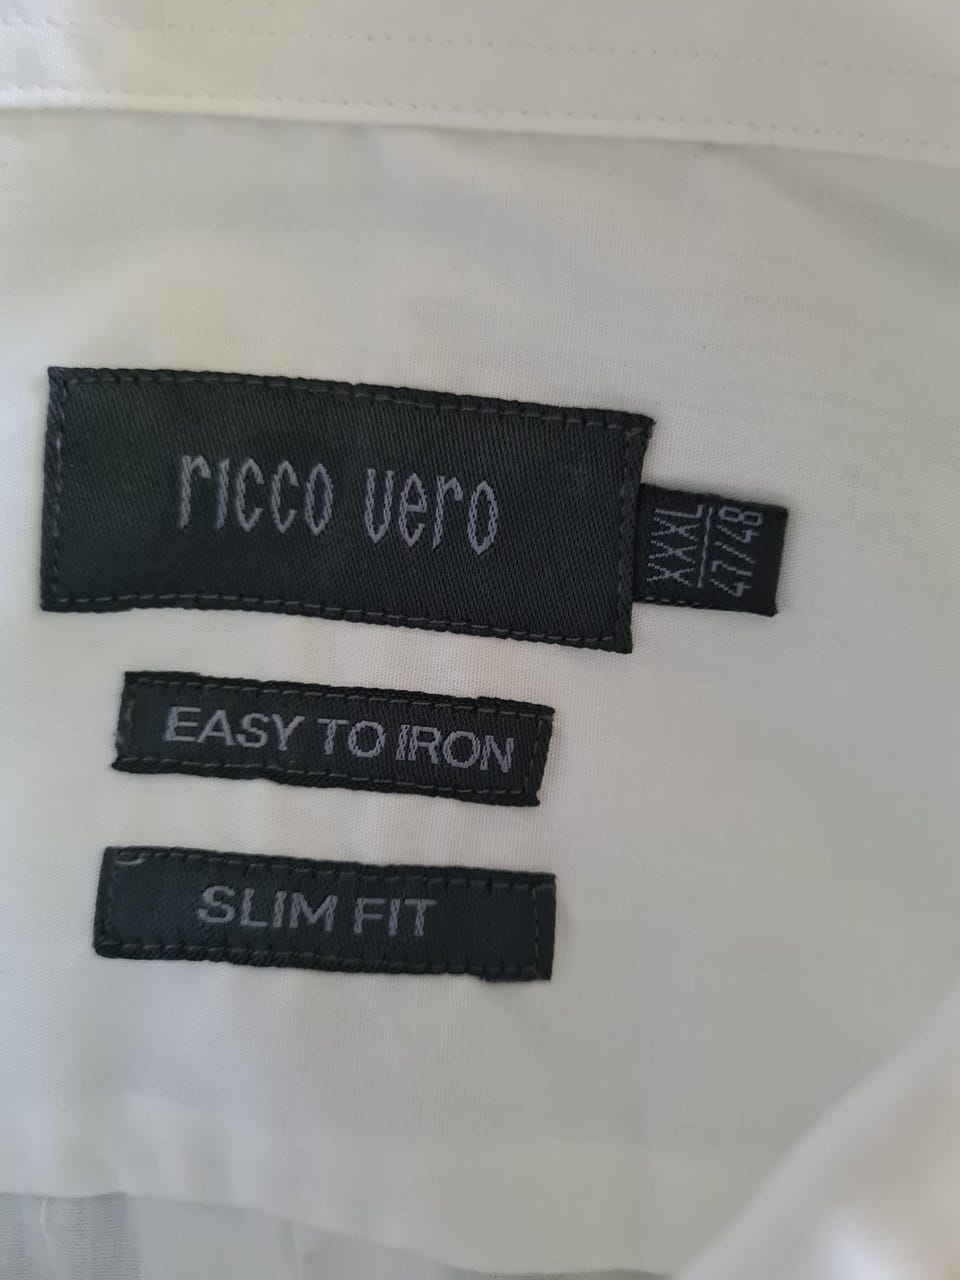 ricco vero
XXXL
47/48
EASY TO IRON
SLIM FIT